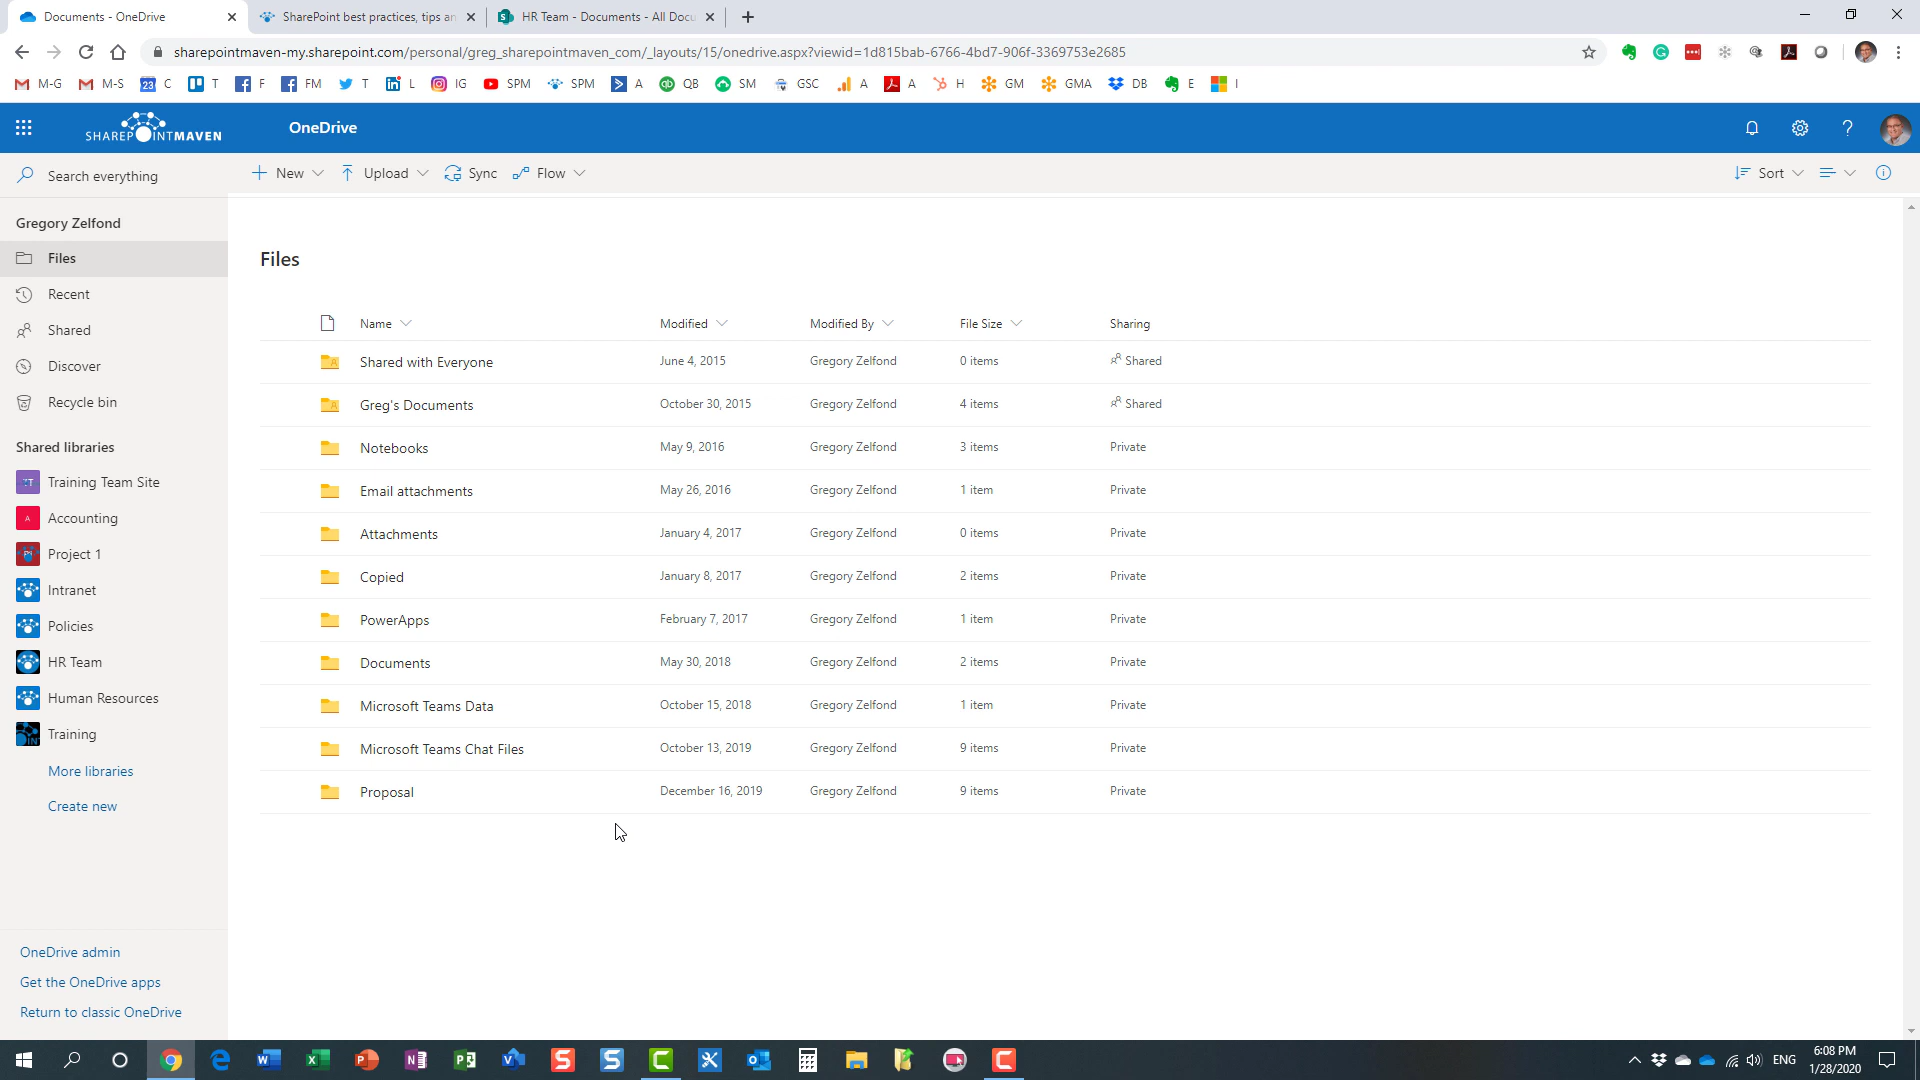 Documents - OneDrive
SharePoint best practices, tips an
HR Team - Documents - All Docu
sharepointmaven-my.sharepoint.com/personal/greg_sharepointmaven_com/_layouts/15/onedrive.aspx?viewid=1d815bab-6766-4bd7-906f-3369753e2685
M-G M-S 23 C T F FM T L IG SPM SPM A QB SM GSC A A H GM GMA DB E I
SHAREPOINTMAVEN OneDrive ?
Search everything New Upload Sync Flow Sort
Gregory Zelfond
Files
Recent
Shared
Discover
Recycle bin
Shared libraries
Training Team Site
A Accounting
Project 1
Intranet
Policies
HR Team
Human Resources
Training
More libraries
Create new
OneDrive admin
Get the OneDrive apps
Return to classic OneDrive
Files
Name Modified Modified By File Size Sharing
Shared with Everyone June 4, 2015 Gregory Zelfond 0 items Shared
Greg's Documents October 30, 2015 Gregory Zelfond 4 items Shared
Notebooks May 9, 2016 Gregory Zelfond 3 items Private
Email attachments May 26, 2016 Gregory Zelfond 1 item Private
Attachments January 4, 2017 Gregory Zelfond 0 items Private
Copied January 8, 2017 Gregory Zelfond 2 items Private
PowerApps February 7, 2017 Gregory Zelfond 1 item Private
Documents May 30, 2018 Gregory Zelfond 2 items Private
Microsoft Teams Data October 15, 2018 Gregory Zelfond 1 item Private
Microsoft Teams Chat Files October 13, 2019 Gregory Zelfond 9 items Private
Proposal December 16, 2019 Gregory Zelfond 9 items Private
ENG
6:08 PM
1/28/2020